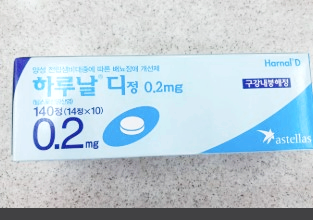 양성 전립샘비대증에 따른 배뇨장애 개선제
Harnal D
하루날 디정 0.2mg
구강내붕해정
140정(14정×10)
0.2mg
astellas